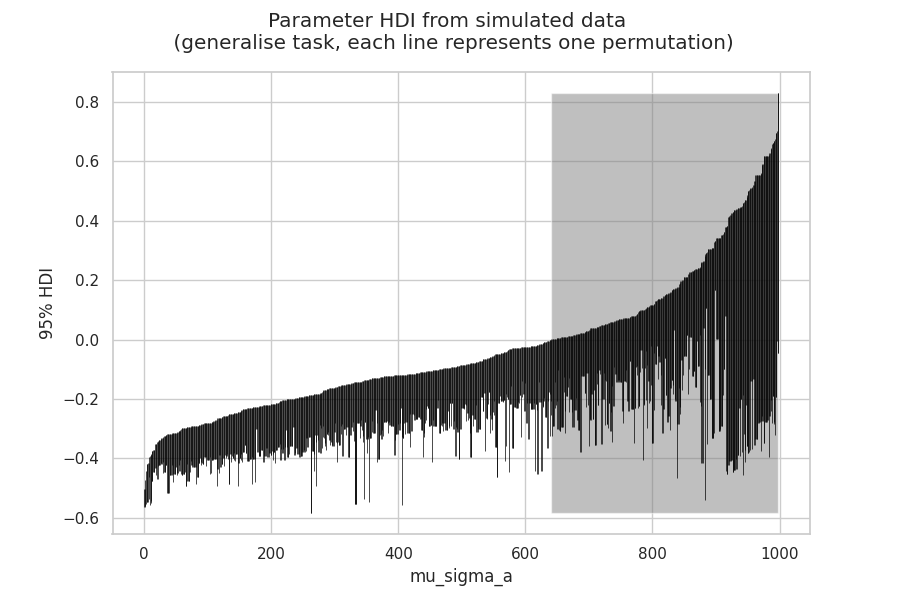 Parameter HDI from simulated data
(generalise task, each line represents one permutation)
0.8
0.6
0.4
0.2
0.0
−0.2
−0.4
−0.6
95% HDI
0 200 400 600 800 1000
mu_sigma_a